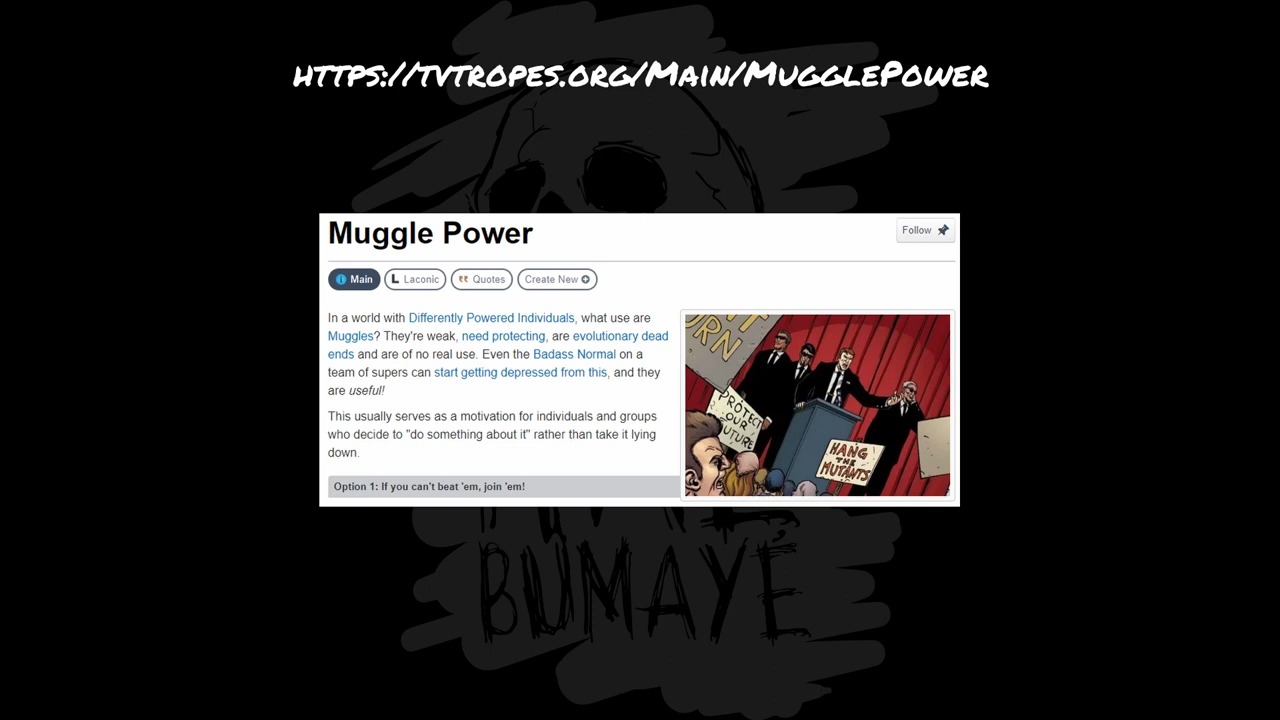 https://tvtropes.org/Main/MugglePower
Muggle Power
Follow
Main
Laconic
Quotes
Create New
In a world with Differently Powered Individuals, what use are
Muggles? They're weak, need protecting, are evolutionary dead
ends and are of no real use. Even the Badass Normal on a
team of supers can start getting depressed from this, and they
are useful!
This usually serves as a motivation for individuals and groups
who decide to "do something about it" rather than take it lying
down.
Option 1: If you can't beat 'em, join 'em!
PROTECT
OUR
FUTURE
HANG
THE
MUTANTS
BUMAYE